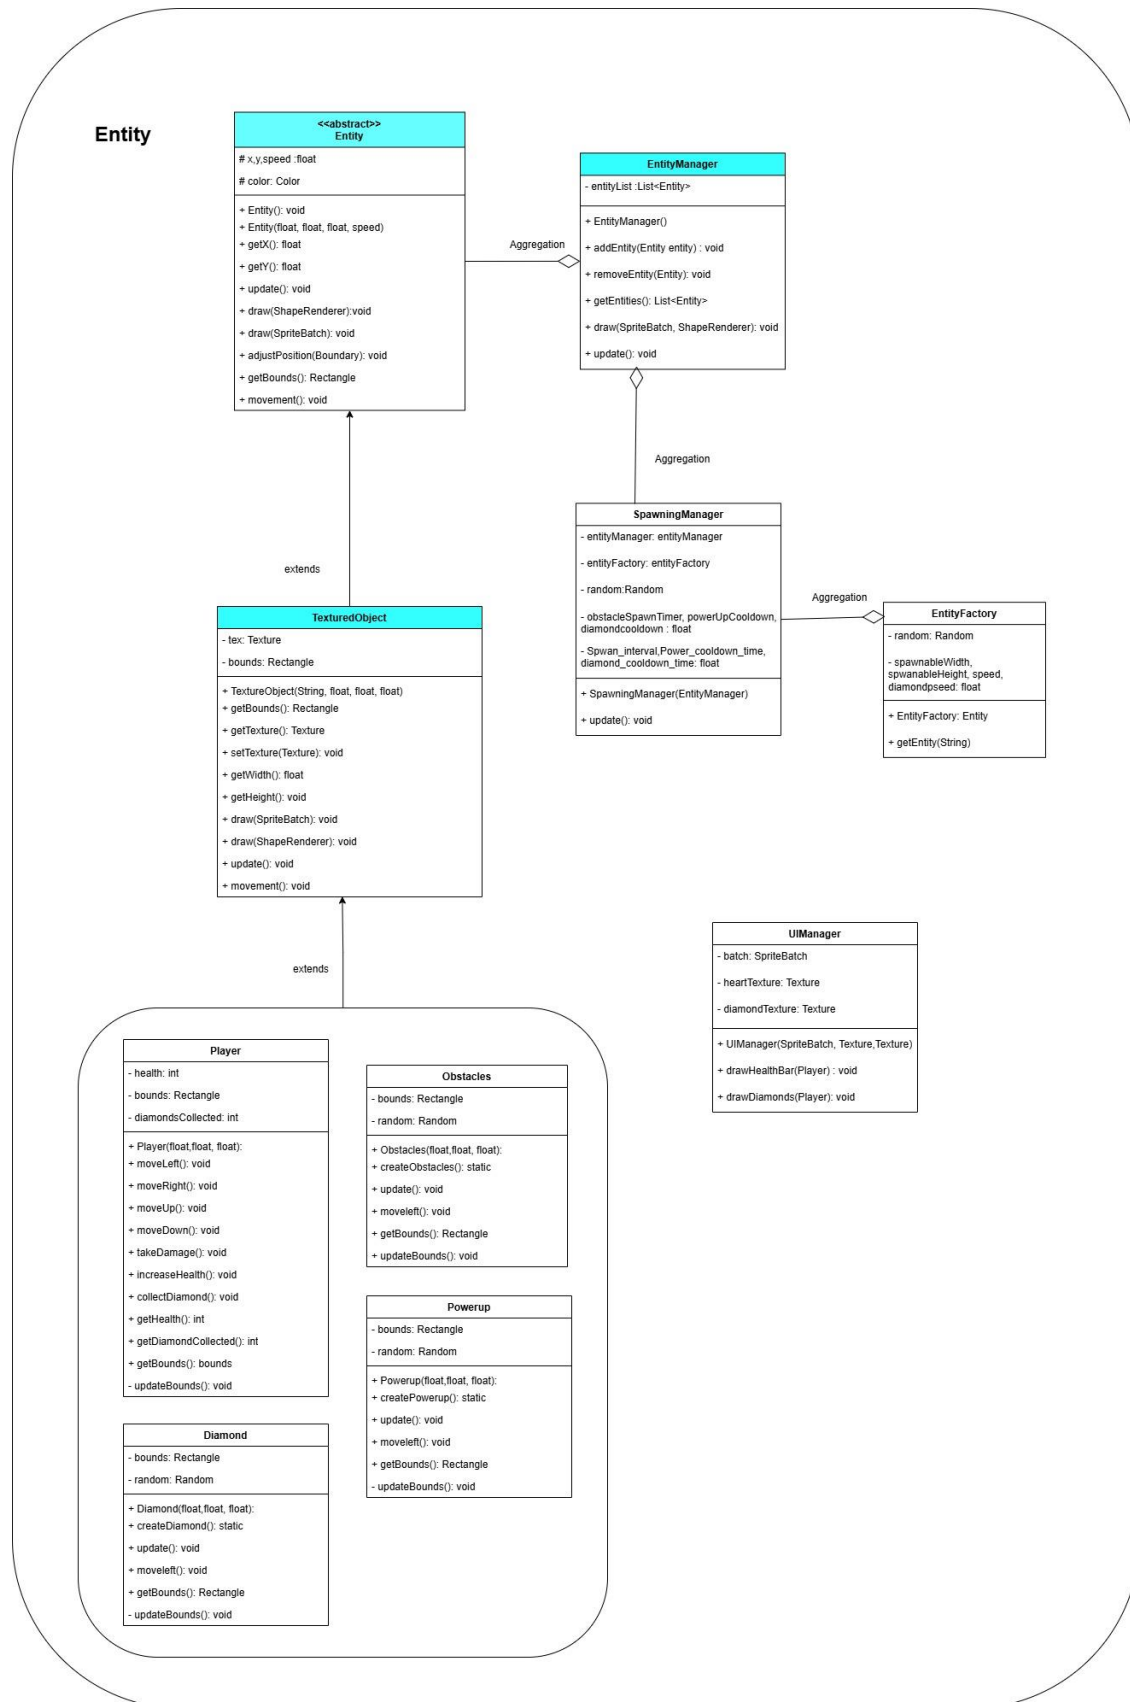 Entity
<<abstract>>
Entity
# x,y,speed :float
# color: Color
+ Entity(): void
+ Entity(float, float, float, speed)
+ getX(): float
+ getY(): float
+ update(): void
+ draw(ShapeRenderer):void
+ draw(SpriteBatch): void
+ adjustPosition(Boundary): void
+ getBounds(): Rectangle
+ movement(): void
Aggregation
EntityManager
- entityList :List<Entity>
+ EntityManager()
+ addEntity(Entity entity) : void
+ removeEntity(Entity): void
+ getEntities(): List<Entity>
+ draw(SpriteBatch, ShapeRenderer): void
+ update(): void
Aggregation
SpawningManager
- entityManager: entityManager
- entityFactory: entityFactory
- random:Random
- obstacleSpawnTimer, powerUpCooldown,
diamondcooldown : float
- Spwan_interval,Power_cooldown_time,
diamond_cooldown_time: float
+ SpawningManager(EntityManager)
+ update(): void
Aggregation
EntityFactory
- random: Random
- spawnableWidth,
spwanableHeight, speed,
diamondpseed: float
+ EntityFactory: Entity
+ getEntity(String)
extends
TexturedObject
- tex: Texture
- bounds: Rectangle
+ TextureObject(String, float, float, float)
+ getBounds(): Rectangle
+ getTexture(): Texture
+ setTexture(Texture): void
+ getWidth(): float
+ getHeight(): void
+ draw(SpriteBatch): void
+ draw(ShapeRenderer): void
+ update(): void
+ movement(): void
extends
UIManager
- batch: SpriteBatch
- heartTexture: Texture
- diamondTexture: Texture
+ UIManager(SpriteBatch, Texture,Texture)
+ drawHealthBar(Player) : void
+ drawDiamonds(Player): void
Player
- health: int
- bounds: Rectangle
- diamondsCollected: int
+ Player(float,float, float):
+ moveLeft(): void
+ moveRight(): void
+ moveUp(): void
+ moveDown(): void
+ takeDamage(): void
+ increaseHealth(): void
+ collectDiamond(): void
+ getHealth(): int
+ getDiamondCollected(): int
+ getBounds(): bounds
- updateBounds(): void
Obstacles
- bounds: Rectangle
- random: Random
+ Obstacles(float,float, float):
+ createObstacles(): static
+ update(): void
+ moveleft(): void
+ getBounds(): Rectangle
+ updateBounds(): void
Powerup
- bounds: Rectangle
- random: Random
+ Powerup(float,float, float):
+ createPowerup(): static
+ update(): void
+ moveleft(): void
+ getBounds(): Rectangle
- updateBounds(): void
Diamond
- bounds: Rectangle
- random: Random
+ Diamond(float,float, float):
+ createDiamond(): static
+ update(): void
+ moveleft(): void
+ getBounds(): Rectangle
- updateBounds(): void